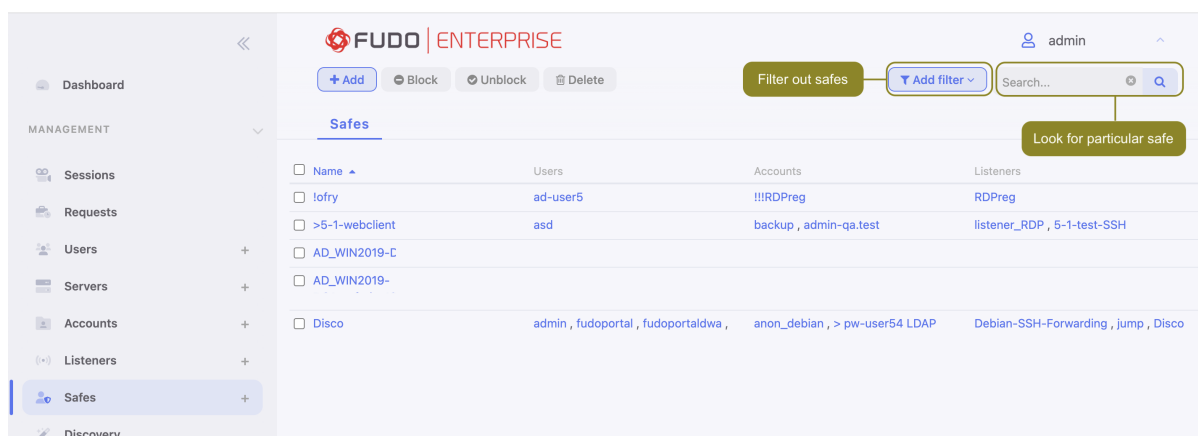 FUDO ENTERPRISE
admin
Dashboard
+ Add Block Unblock Delete
Filter out safes
Add filter
Search...
Look for particular safe
MANAGEMENT
Safes
Sessions
Requests
Users +
Servers +
Accounts +
Listeners +
Safes +
Discovery
Name Users Accounts Listeners
!ofry ad-user5 !!!RDPreg RDPreg
>5-1-webclient asd backup , admin-qa.test listener_RDP , 5-1-test-SSH
AD_WIN2019-
AD_WIN2019-
Disco admin , fudoportal , fudoportaldwa , anon_debian , > pw-user54 LDAP Debian-SSH-Forwarding , jump , Disco